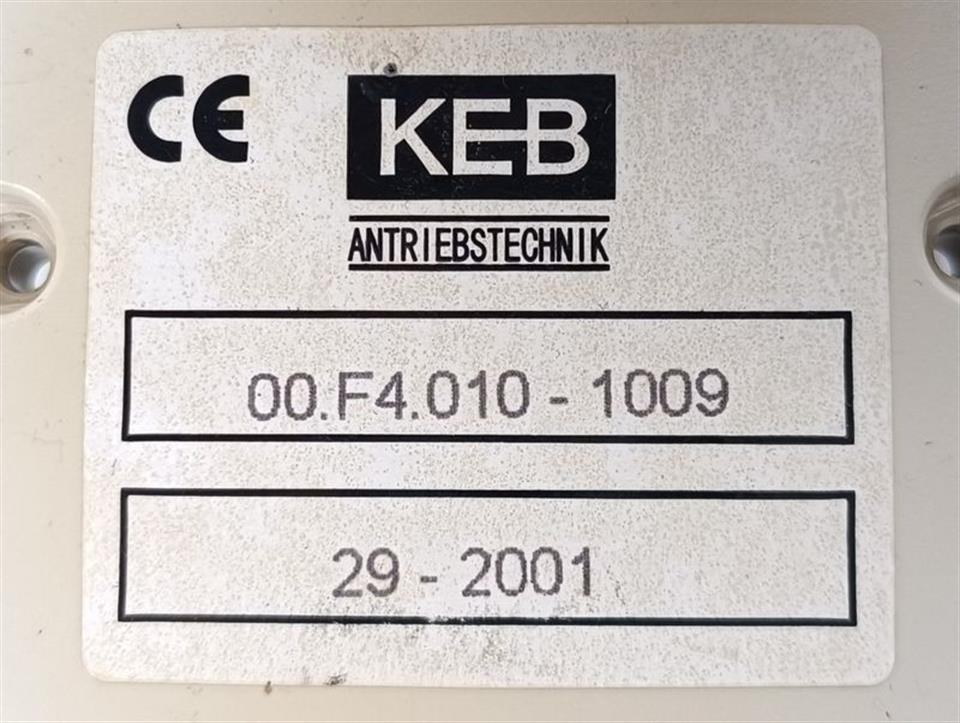 CE
KEB
ANTRIEBSTECHNIK
00.F4.010 - 1009
29 - 2001